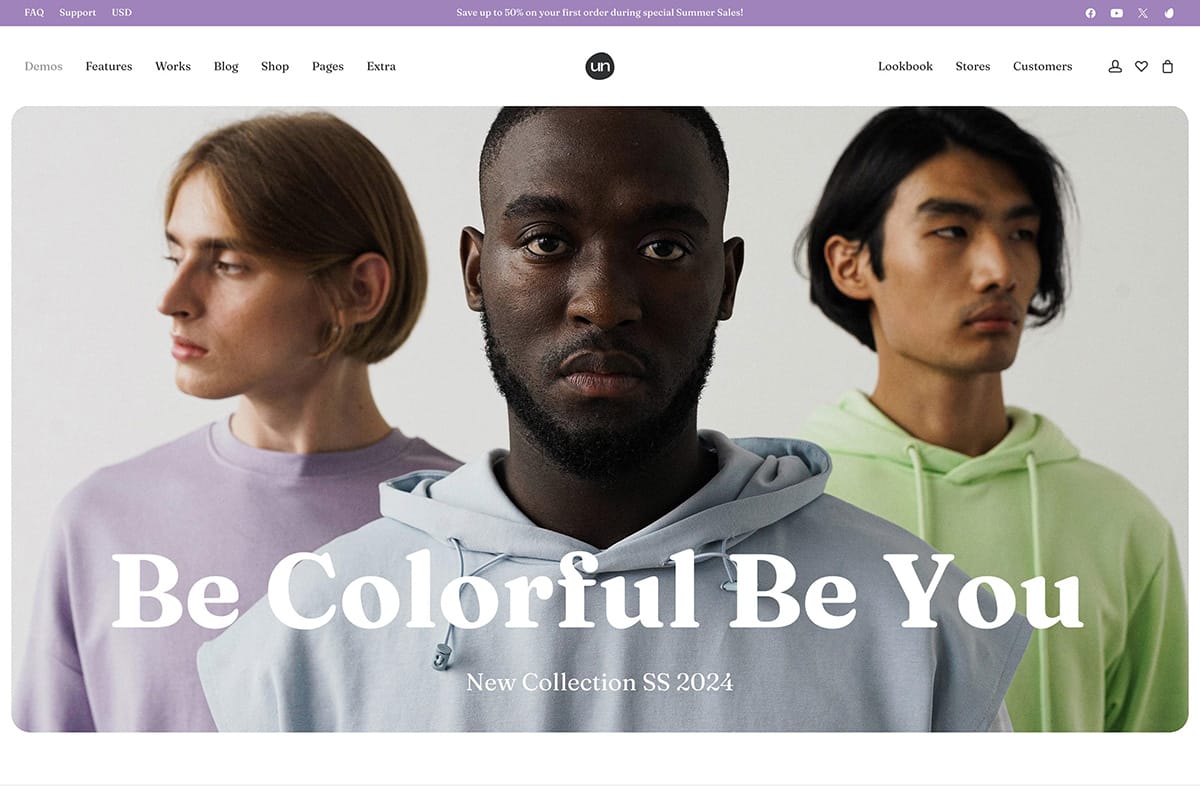 FAQ Support USD
Save up to 50% on your first order during special Summer Sales!
Demos Features Works Blog Shop Pages Extra
un
Lookbook Stores Customers
Be Colorful Be You
New Collection SS 2024